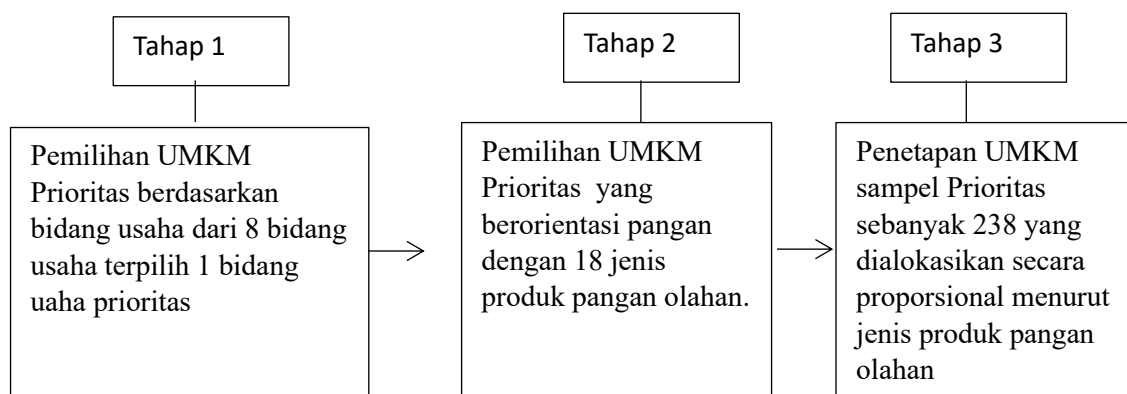 Tahap 1
Pemilihan UMKM
Prioritas berdasarkan
bidang usaha dari 8 bidang
usaha terpilih 1 bidang
uaha prioritas
Tahap 2
Pemilihan UMKM
Prioritas yang
berorientasi pangan
dengan 18 jenis
produk pangan olahan.
Tahap 3
Penetapan UMKM
sampel Prioritas
sebanyak 238 yang
dialokasikan secara
proporsional menurut
jenis produk pangan
olahan